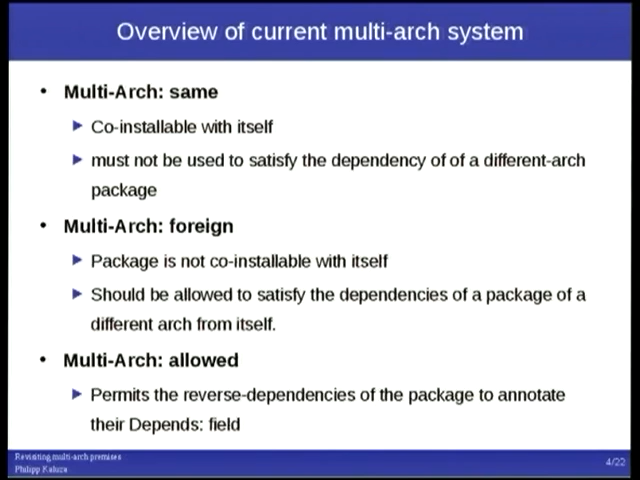 Overview of current multi-arch system
• Multi-Arch: same
Co-installable with itself
must not be used to satisfy the dependency of of a different-arch
package
• Multi-Arch: foreign
Package is not co-installable with itself
Should be allowed to satisfy the dependencies of a package of a
different arch from itself.
• Multi-Arch: allowed
Permits the reverse-dependencies of the package to annotate
their Depends: field
Revisiting multi-arch premises
Philipp Kaluza
4/22